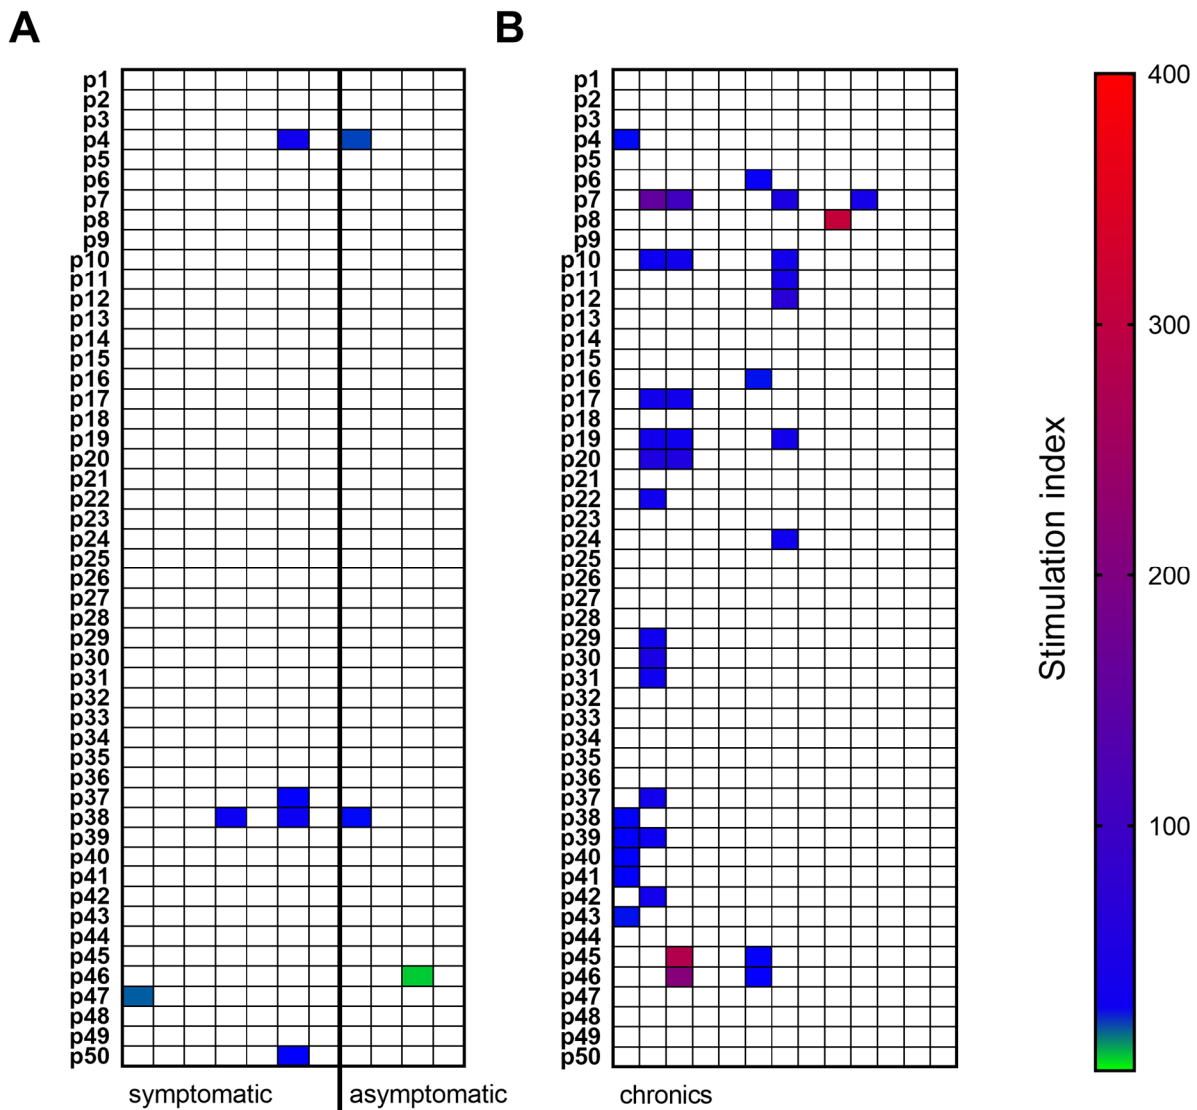 A
p1
p2
p3
p4
p5
p6
p7
p8
p9
p10
p11
p12
p13
p14
p15
p16
p17
p18
p19
p20
p21
p22
p23
p24
p25
p26
p27
p28
p29
p30
p31
p32
p33
p34
p35
p36
p37
p38
p39
p40
p41
p42
p43
p44
p45
p46
p47
p48
p49
p50
symptomatic
asymptomatic
B
p1
p2
p3
p4
p5
p6
p7
p8
p9
p10
p11
p12
p13
p14
p15
p16
p17
p18
p19
p20
p21
p22
p23
p24
p25
p26
p27
p28
p29
p30
p31
p32
p33
p34
p35
p36
p37
p38
p39
p40
p41
p42
p43
p44
p45
p46
p47
p48
p49
p50
chronics
Stimulation index
400
300
200
100